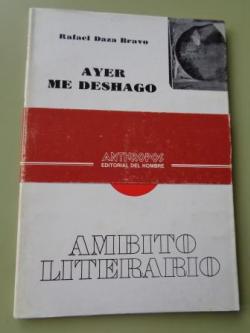 Rafael Daza Bravo
AYER
ME DESHAGO
ANTHROPOS
EDITORIAL DEL HOMBRE
AMBITO
LITERARIO